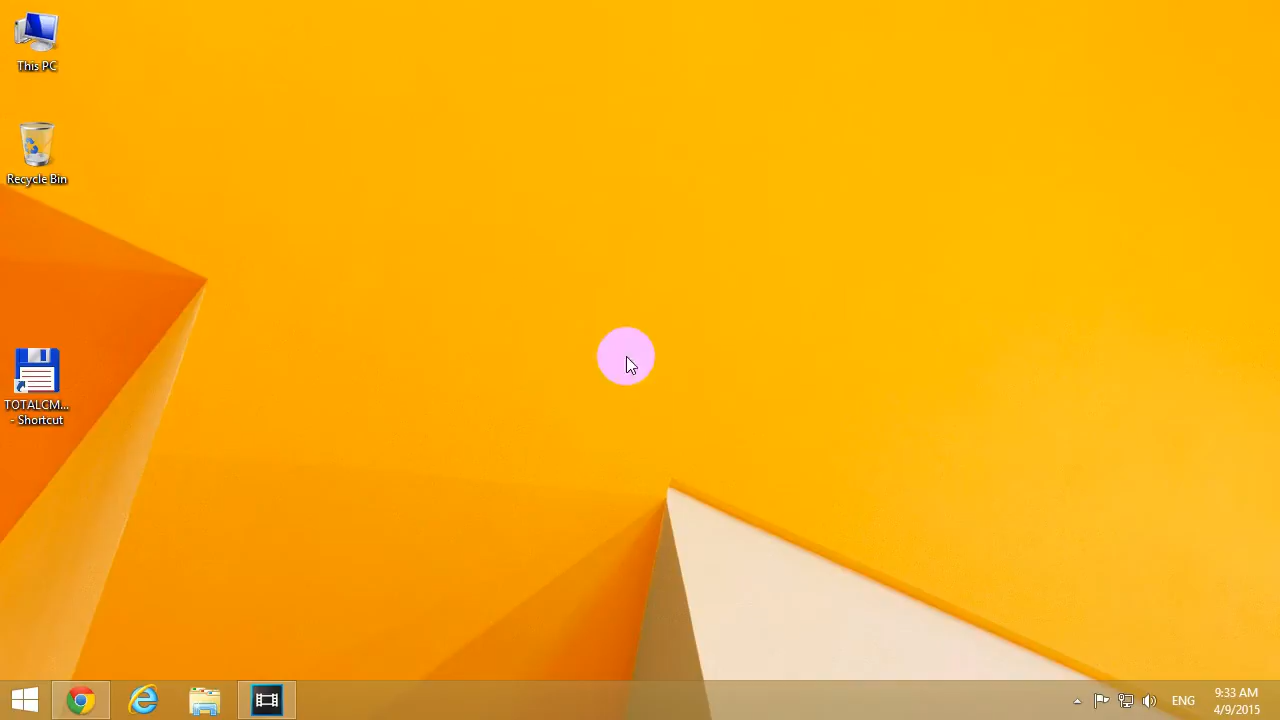 This PC
Recycle Bin
TOTALCM...
- Shortcut
ENG
9:33 AM
4/9/2015